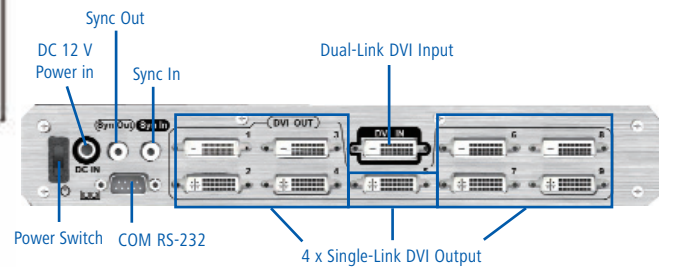 Sync Out
DC 12 V
Power in
Sync In
Dual-Link DVI Input
Syn Out
Syn In
DVI OUT
DVI IN
1
3
6
8
DC IN
2
4
5
7
9
Power Switch
COM RS-232
4 x Single-Link DVI Output